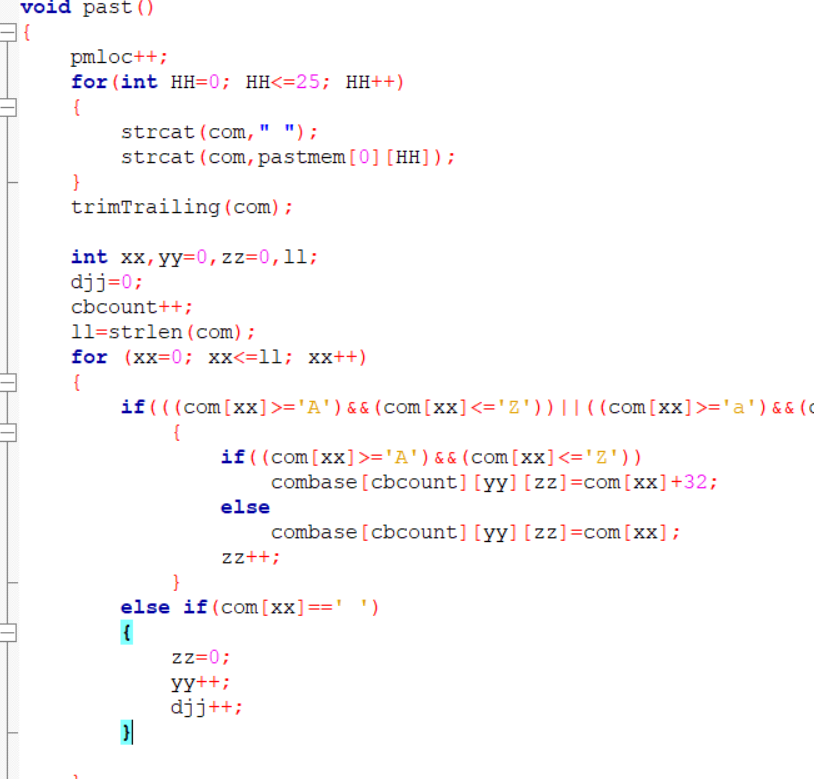 void past()
{
    pmloc++;
    for(int HH=0; HH<=25; HH++)
    {
        strcat(com," ");
        strcat(com,pastmem[0][HH]);
    }
    trimTrailing(com);

    int xx,yy=0,zz=0,ll;
    djj=0;
    cbcount++;
    ll=strlen(com);
    for (xx=0; xx<=ll; xx++)
    {
        if(((com[xx]>='A')&&(com[xx]<='Z'))||((com[xx]>='a')&&(
            {
                if((com[xx]>='A')&&(com[xx]<='Z'))
                    combase[cbcount][yy][zz]=com[xx]+32;
                else
                    combase[cbcount][yy][zz]=com[xx];
                zz++;
            }
        else if(com[xx]==' ')
        {
            zz=0;
            yy++;
            djj++;
        }